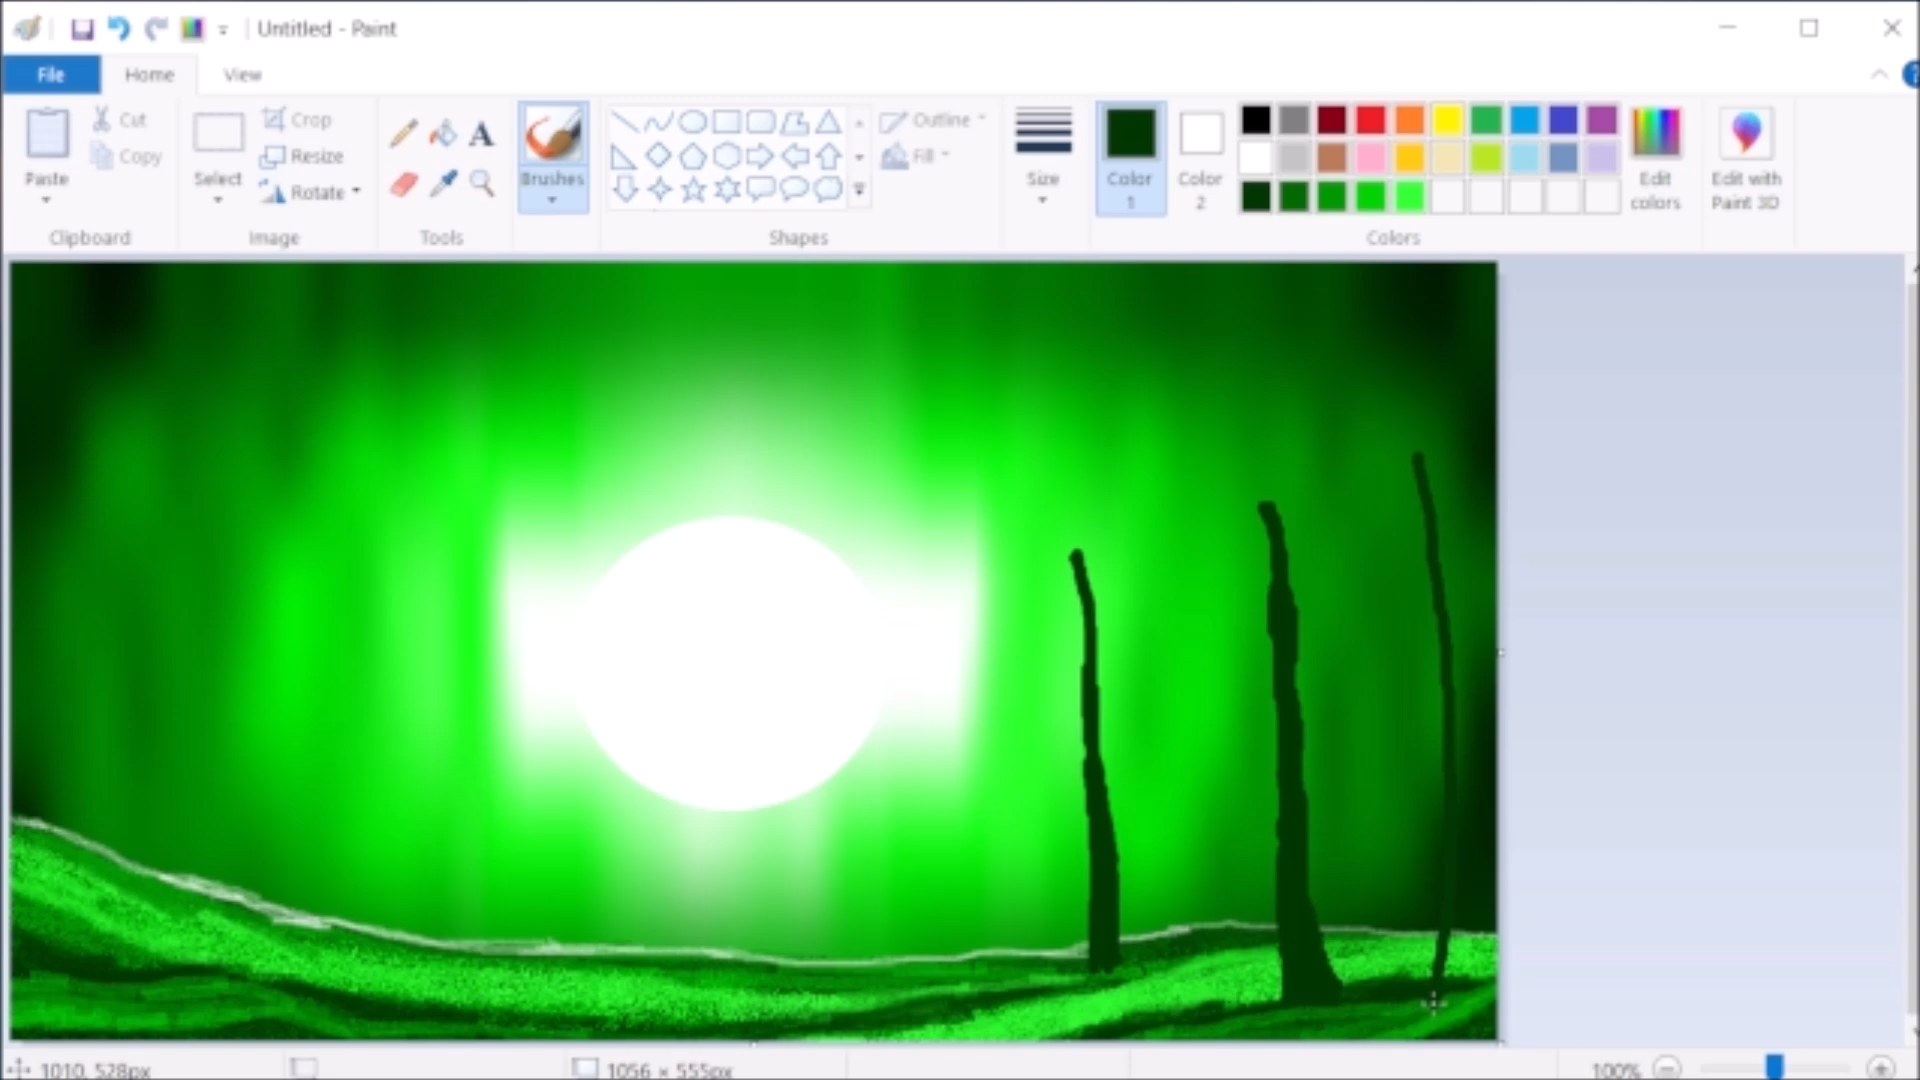 Untitled - Paint
File Home View
Paste
Cut
Copy
Clipboard
Select
Crop
Resize
Rotate
Image
A
Tools
Brushes
Shapes
Outline
Fill
Size
Color
1
Color
2
Edit
colors
Edit with
Paint 3D
Colors
1010, 528px
1056 × 555px
100%